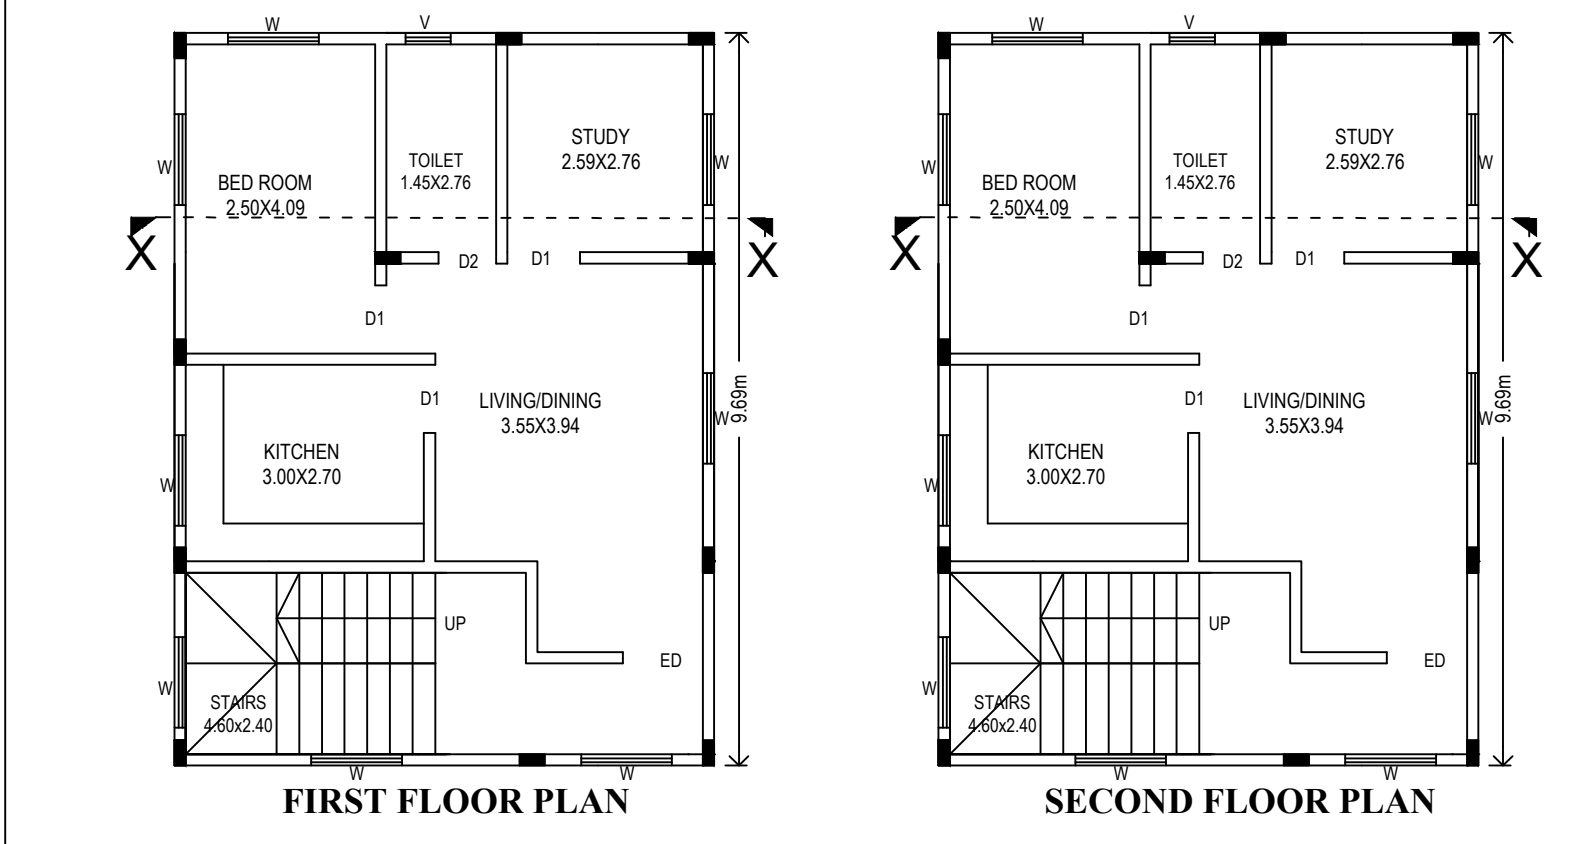 W
V
W
STUDY
2.59X2.76
W
TOILET
1.45X2.76
BED ROOM
2.50X4.09
X
X
D2
D1
D1
D1
LIVING/DINING
3.55X3.94
W
9.69m
KITCHEN
3.00X2.70
W
UP
ED
W
STAIRS
4.60x2.40
W
W
FIRST FLOOR PLAN
W
V
W
STUDY
2.59X2.76
W
TOILET
1.45X2.76
BED ROOM
2.50X4.09
X
X
D2
D1
D1
D1
LIVING/DINING
3.55X3.94
W
9.69m
KITCHEN
3.00X2.70
W
UP
ED
W
STAIRS
4.60x2.40
W
W
SECOND FLOOR PLAN